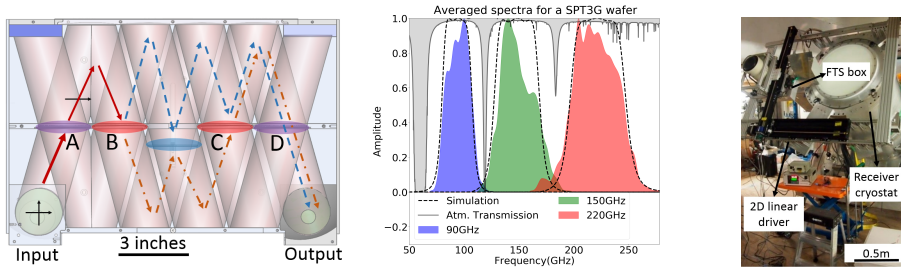 A B C D
Input
3 inches
Output
Averaged spectra for a SPT3G wafer
Amplitude
1.0
0.8
0.6
0.4
0.2
0.0
−0.2
Simulation
Atm. Transmission
90GHz
150GHz
220GHz
50 100 150 200 250
Frequency(GHz)
FTS box
Receiver
cryostat
2D linear
driver
0.5m